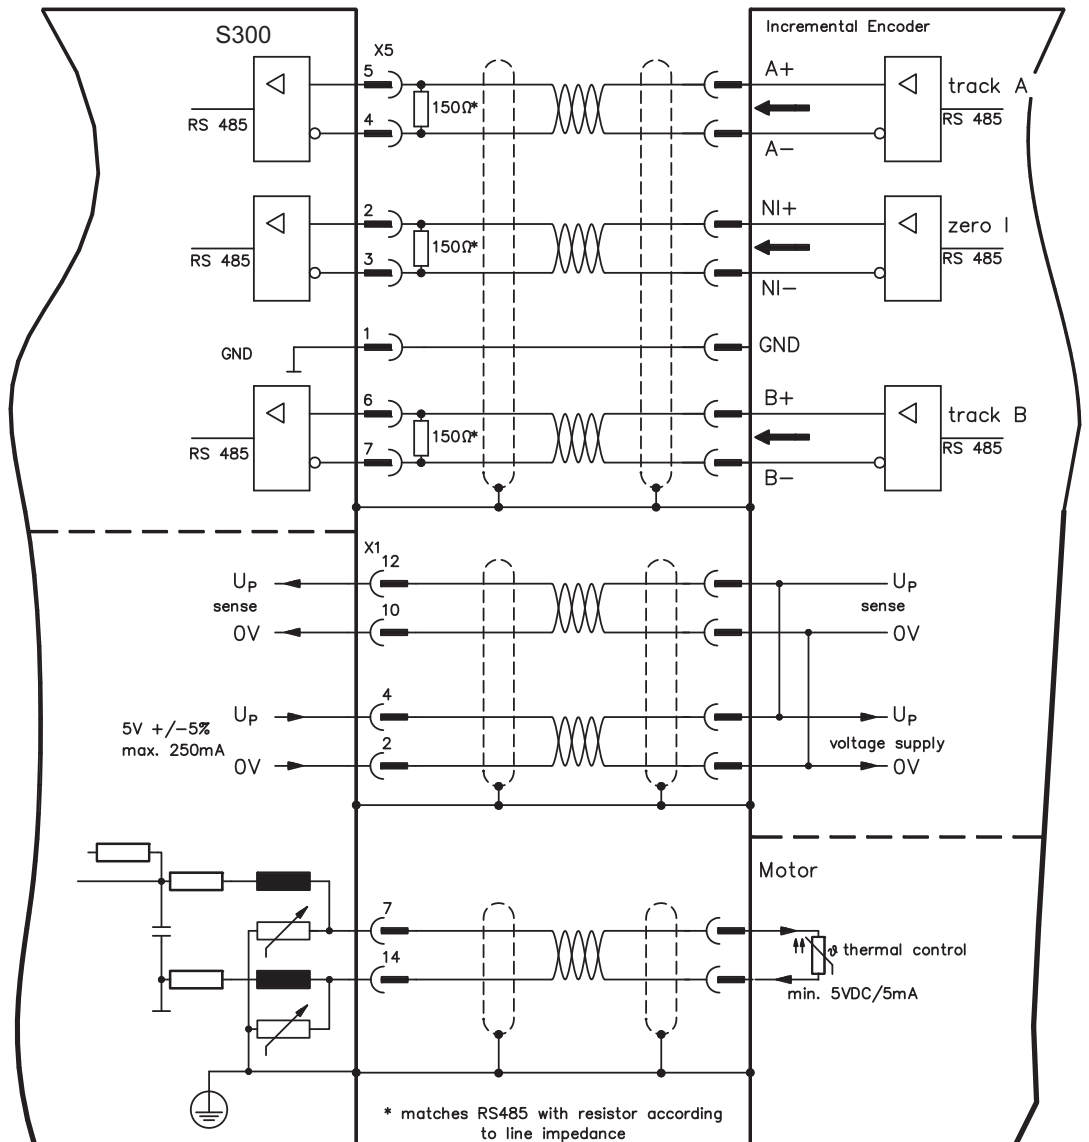 S300
Incremental Encoder
X5
5
A+
track A
150Ω*
RS 485
RS 485
4
A−
2
NI+
zero I
150Ω*
RS 485
RS 485
3
NI−
1
GND
GND
6
B+
track B
150Ω*
RS 485
RS 485
7
B−
X1
12
UP
UP
sense
sense
10
0V
0V
4
UP
UP
5V +/−5%
max. 250mA
voltage supply
2
0V
0V
Motor
7
ϑ thermal control
14
min. 5VDC/5mA
* matches RS485 with resistor according
to line impedance